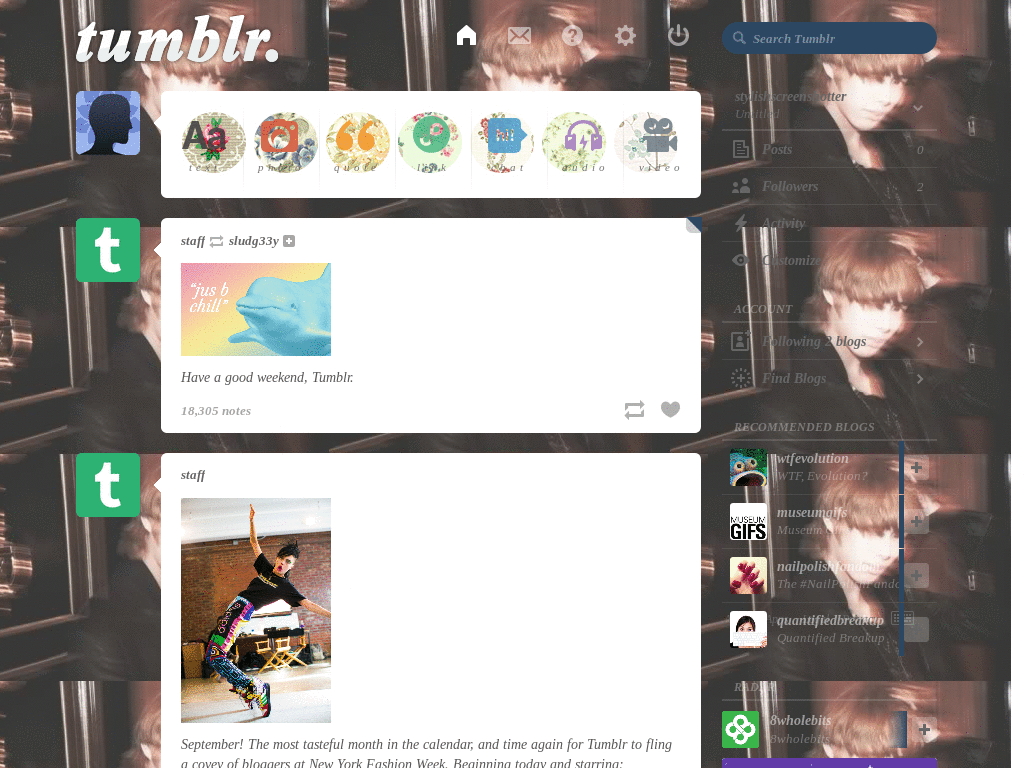 tumblr.
Search Tumblr
stylishscreenspotter
Untitled
Aa
Hi!
text
photo
quote
link
chat
audio
video
Posts 0
Followers 2
Activity
Customize
staff sludg33y
"jus b
chill"
Have a good weekend, Tumblr.
18,305 notes
ACCOUNT
Following 2 blogs
Find Blogs
RECOMMENDED BLOGS
wtfevolution
WTF, Evolution?
museumgifs
MUSEUM
GIFS
Museum
nailpolishfandom
The #NailPolishFando
quantifiedbreakup
Quantified Breakup
RADAR
8wholebits
8wholebits
staff
September! The most tasteful month in the calendar, and time again for Tumblr to fling
a covey of bloggers at New York Fashion Week. Beginning today and starring: